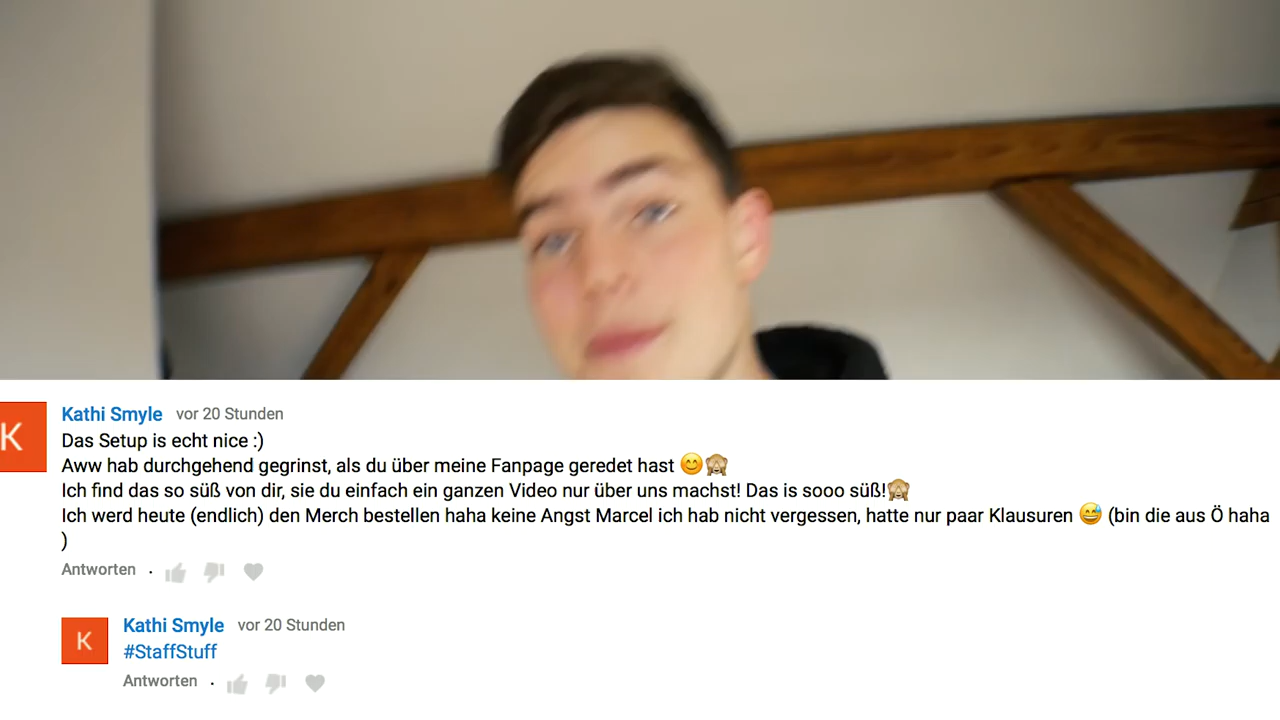 K
Kathi Smyle vor 20 Stunden
Das Setup is echt nice :)
Aww hab durchgehend gegrinst, als du über meine Fanpage geredet hast 😊🙈
Ich find das so süß von dir, sie du einfach ein ganzen Video nur über uns machst! Das is sooo süß!🙈
Ich werd heute (endlich) den Merch bestellen haha keine Angst Marcel ich hab nicht vergessen, hatte nur paar Klausuren 😅 (bin die aus Ö haha
)
Antworten .
K
Kathi Smyle vor 20 Stunden
#StaffStuff
Antworten .